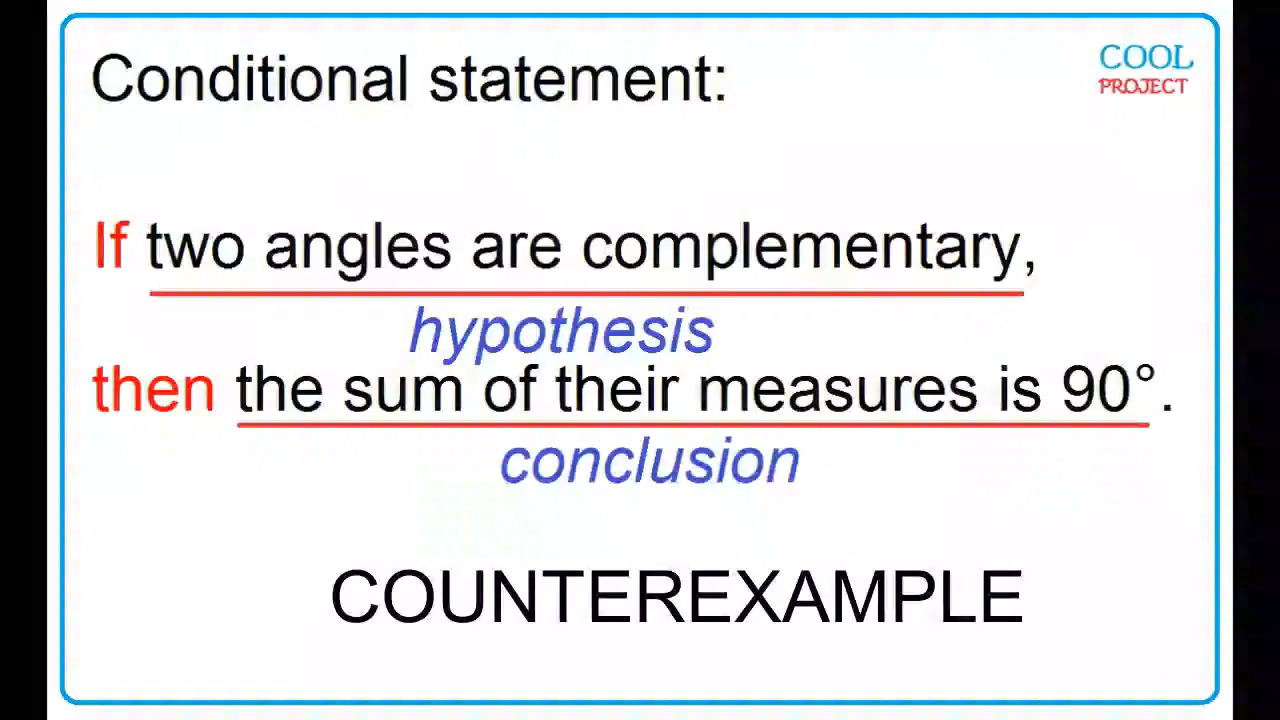 Conditional statement:
COOL
PROJECT
If two angles are complementary,
hypothesis
then the sum of their measures is 90°.
conclusion
COUNTEREXAMPLE